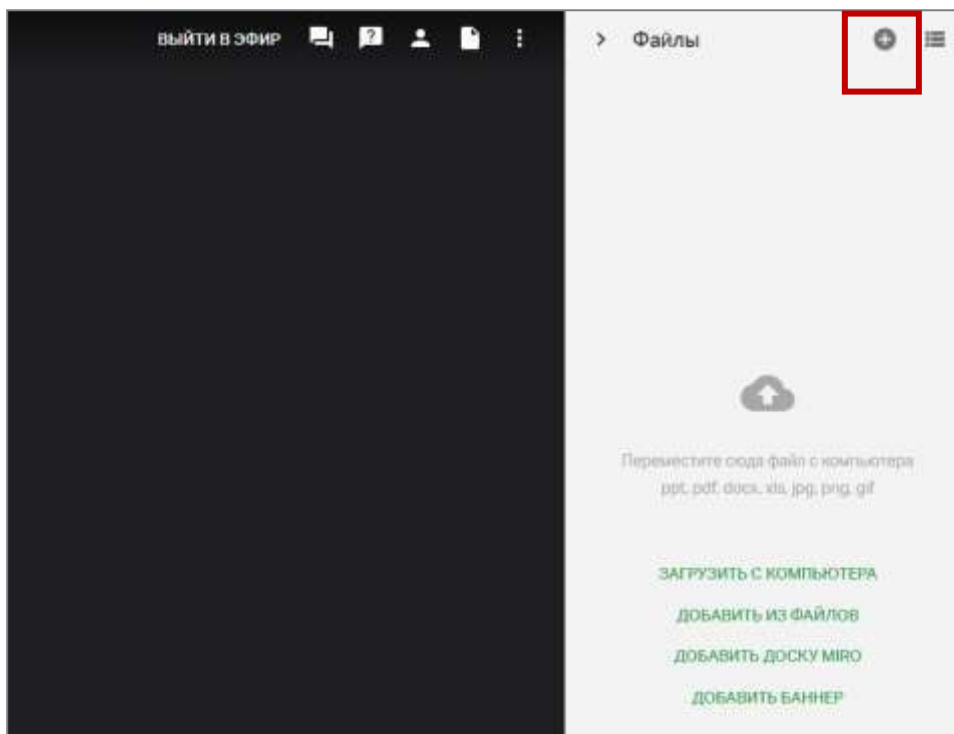 ВЫЙТИ В ЭФИР
Файлы
Переместите сюда файл с компьютера
ppt, pdf, docx, xls, jpg, png, gif
ЗАГРУЗИТЬ С КОМПЬЮТЕРА
ДОБАВИТЬ ИЗ ФАЙЛОВ
ДОБАВИТЬ ДОСКУ MIRO
ДОБАВИТЬ БАННЕР